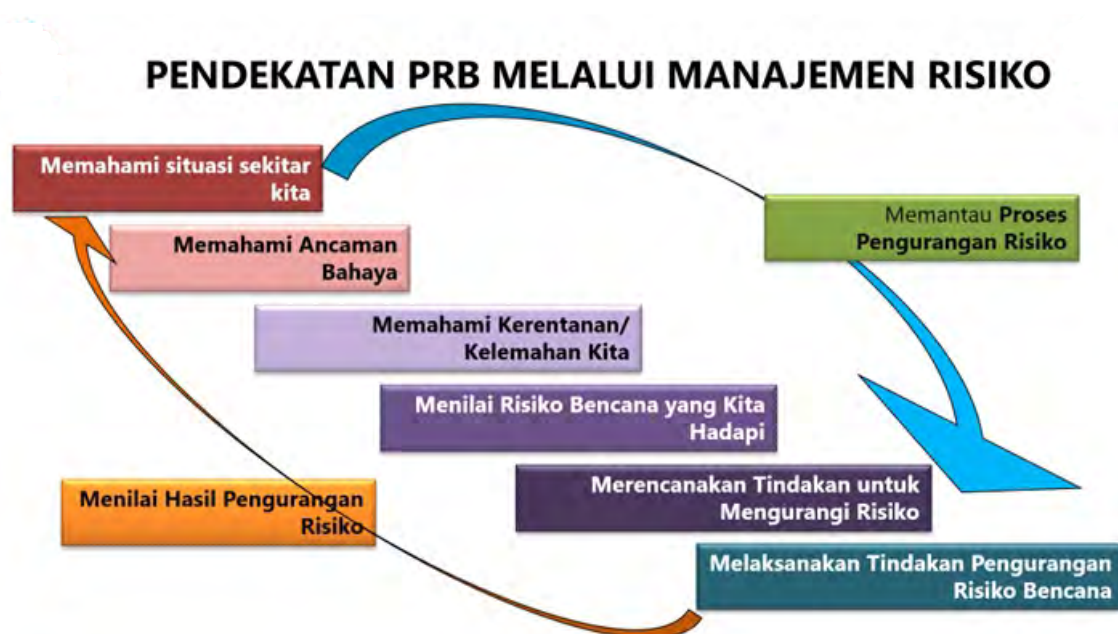 PENDEKATAN PRB MELALUI MANAJEMEN RISIKO
Memahami situasi sekitar
kita
Memantau Proses
Pengurangan Risiko
Memahami Ancaman
Bahaya
Memahami Kerentanan/
Kelemahan Kita
Menilai Risiko Bencana yang Kita
Hadapi
Merencanakan Tindakan untuk
Mengurangi Risiko
Menilai Hasil Pengurangan
Risiko
Melaksanakan Tindakan Pengurangan
Risiko Bencana